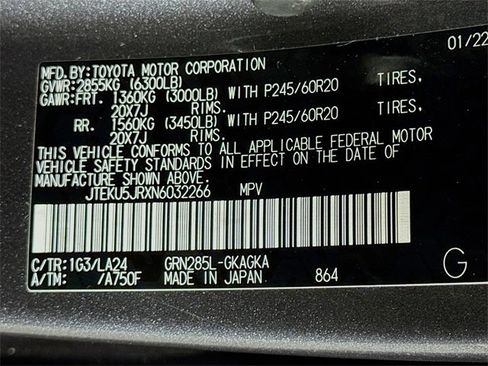 01/22
MFD.BY:TOYOTA MOTOR CORPORATION
GVWR:2855KG (6300LB)
GAWR:FRT. 1360KG (3000LB) WITH P245/60R20 TIRES,
20X7J RIMS.
RR. 1560KG (3450LB) WITH P245/60R20 TIRES,
20X7J RIMS.
THIS VEHICLE CONFORMS TO ALL APPLICABLE FEDERAL MOTOR
VEHICLE SAFETY STANDARDS IN EFFECT ON THE DATE OF
JTEKU5JRXN6032266 MPV
C/TR:1G3/LA24 GRN285L-GKAGKA
A/TM: /A750F MADE IN JAPAN 864
G